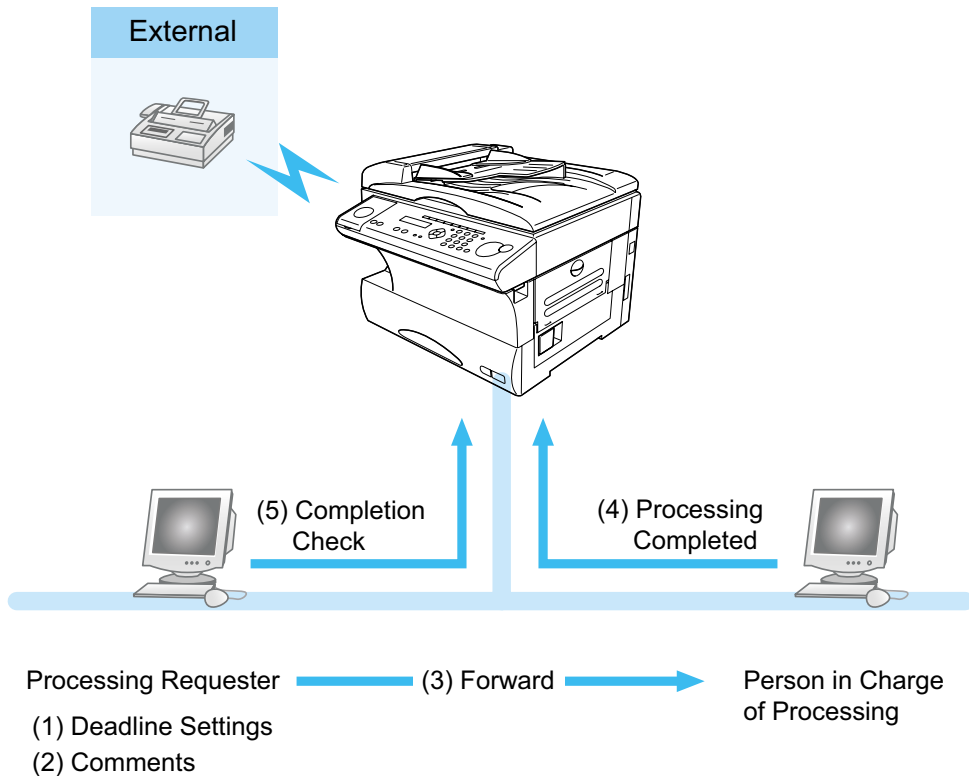 External
(5) Completion
Check
(4) Processing
Completed
Processing Requester
(3) Forward
Person in Charge
of Processing
(1) Deadline Settings
(2) Comments